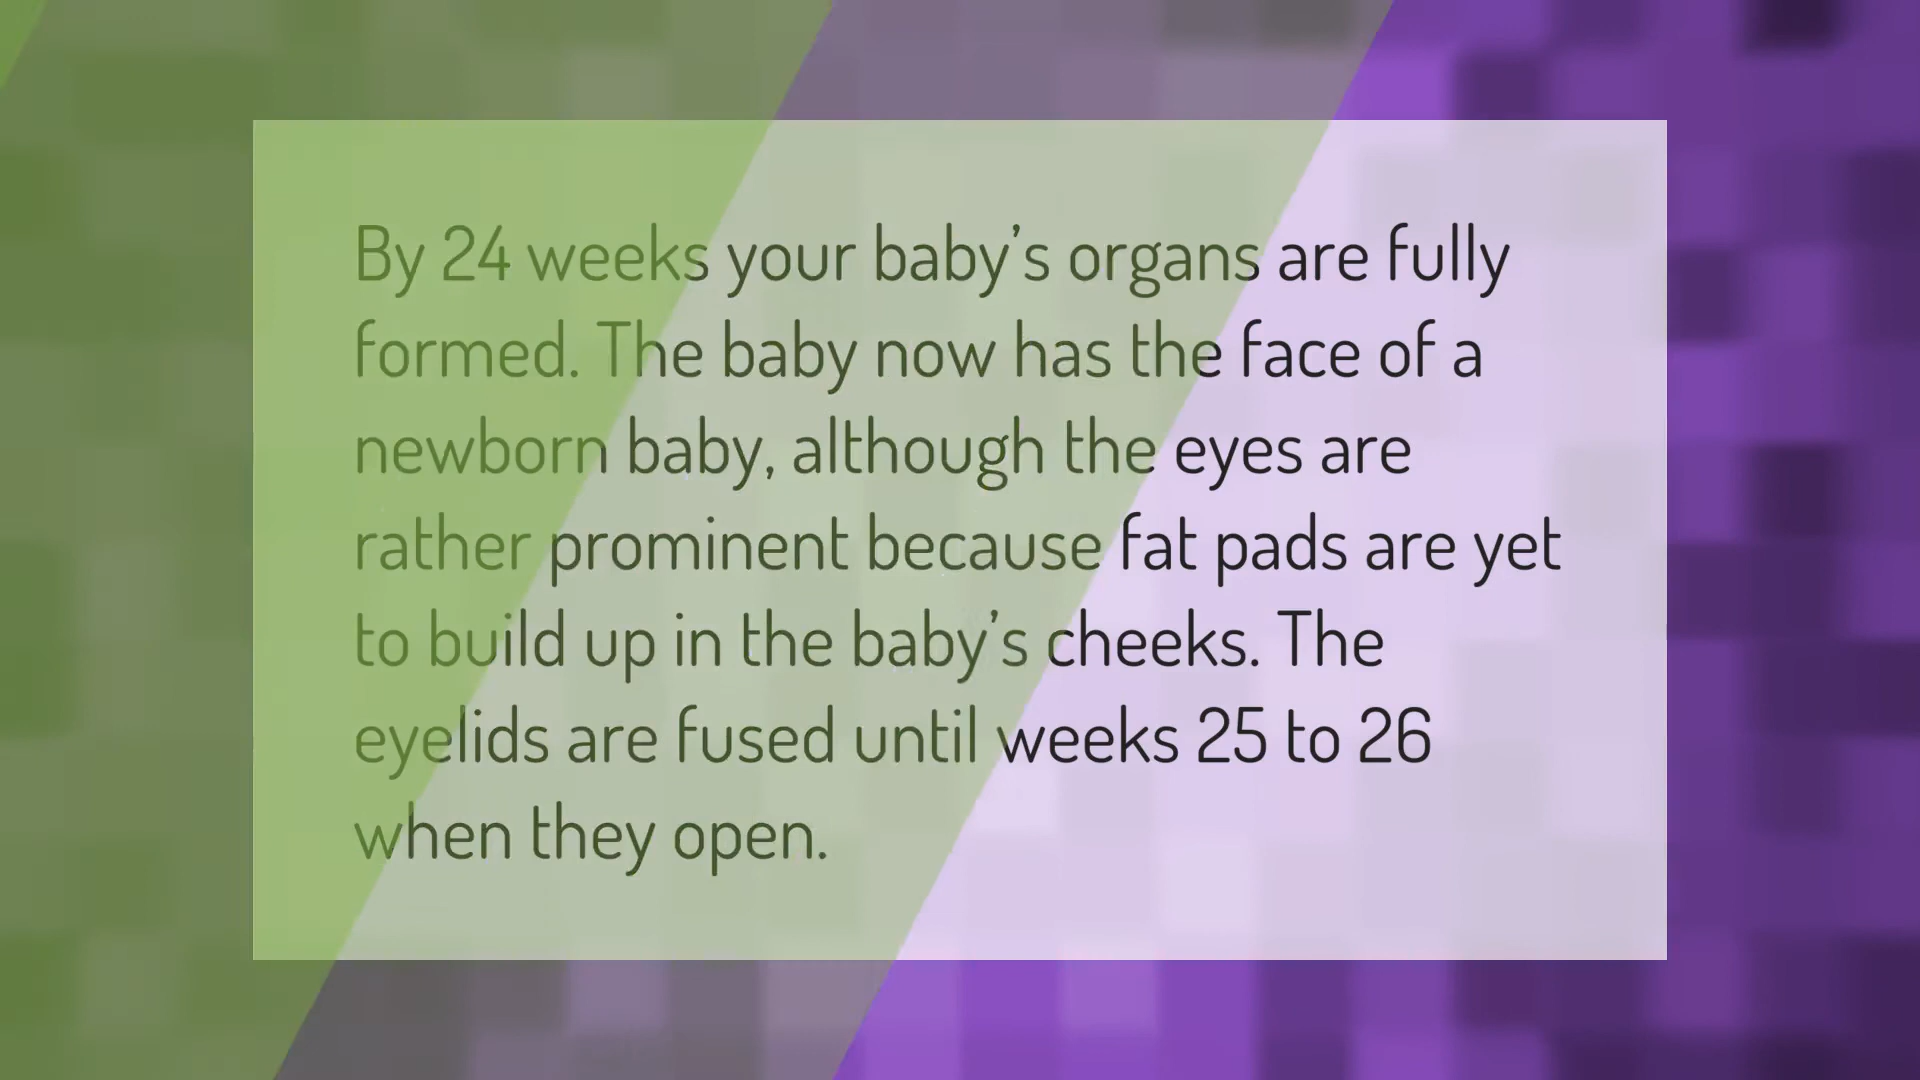 By 24 weeks your baby’s organs are fully
formed. The baby now has the face of a
newborn baby, although the eyes are
rather prominent because fat pads are yet
to build up in the baby’s cheeks. The
eyelids are fused until weeks 25 to 26
when they open.